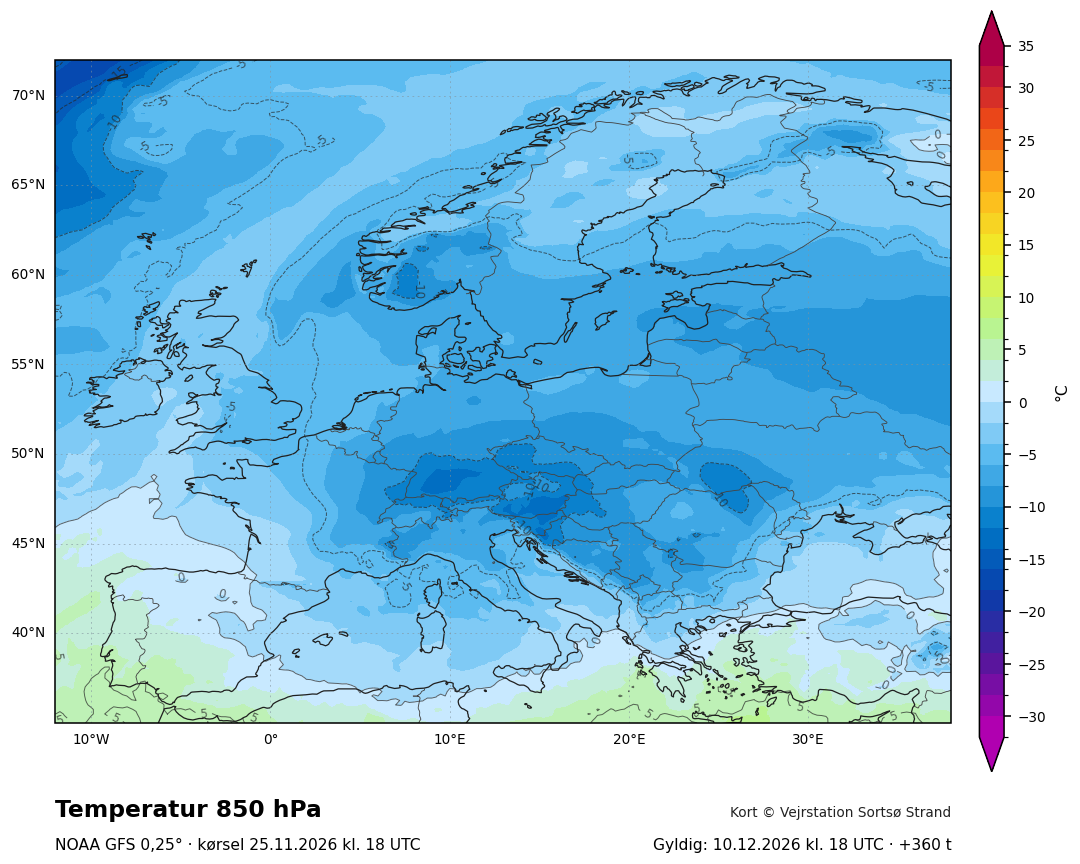 70°N
65°N
60°N
55°N
50°N
45°N
40°N
10°W
0°
10°E
20°E
30°E
35
30
25
20
15
10
5
0
−5
−10
−15
−20
−25
−30
°C
Temperatur 850 hPa
Kort © Vejrstation Sortsø Strand
NOAA GFS 0,25° · kørsel 25.11.2026 kl. 18 UTC
Gyldig: 10.12.2026 kl. 18 UTC · +360 t